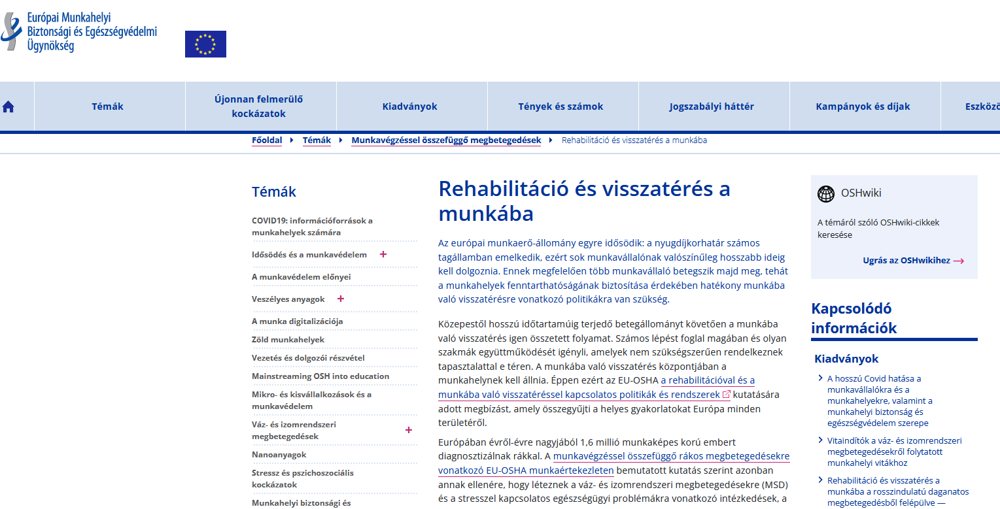 Európai Munkahelyi
Biztonsági és Egészségvédelmi
Ügynökség
Témák
Újonnan felmerülő
kockázatok
Kiadványok
Tények és számok
Jogszabályi háttér
Kampányok és díjak
Eszközö
Főoldal
Témák
Munkavégzéssel összefüggő megbetegedések
Rehabilitáció és visszatérés a munkába
Témák
COVID19: információforrások a
munkahelyek számára
Idősödés és a munkavédelem
A munkavédelem előnyei
Veszélyes anyagok
A munka digitalizációja
Zöld munkahelyek
Vezetés és dolgozói részvétel
Mainstreaming OSH into education
Mikro- és kisvállalkozások és a
munkavédelem
Váz- és izomrendszeri
megbetegedések
Nanoanyagok
Stressz és pszichoszociális
kockázatok
Munkahelyi biztonsági és
Rehabilitáció és visszatérés a
munkába
Az európai munkaerő-állomány egyre idősödik: a nyugdíjkorhatár számos
tagállamban emelkedik, ezért sok munkavállalónak valószínűleg hosszabb ideig
kell dolgoznia. Ennek megfelelően több munkavállaló betegszik majd meg, tehát
a munkahelyek fenntarthatóságának biztosítása érdekében hatékony munkába
való visszatérésre vonatkozó politikákra van szükség.
Közepestől hosszú időtartamúig terjedő betegállományt követően a munkába
való visszatérés igen összetett folyamat. Számos lépést foglal magában és olyan
szakmák együttműködését igényli, amelyek nem szükségszerűen rendelkeznek
tapasztalattal e téren. A munkába való visszatérés központjában a
munkahelynek kell állnia. Éppen ezért az EU-OSHA a rehabilitációval és a
munkába való visszatéréssel kapcsolatos politikák és rendszerek kutatására
adott megbízást, amely összegyűjti a helyes gyakorlatokat Európa minden
területéről.
Európában évről-évre nagyjából 1,6 millió munkaképes korú embert
diagnosztizálnak rákkal. A munkavégzéssel összefüggő rákos megbetegedésekre
vonatkozó EU-OSHA munkaértekezleten bemutatott kutatás szerint azonban
annak ellenére, hogy léteznek a váz- és izomrendszeri megbetegedésekre (MSD)
és a stresszel kapcsolatos egészségügyi problémákra vonatkozó intézkedések, a
OSHwiki
A témáról szóló OSHwiki-cikkek
keresése
Ugrás az OSHwikihez
Kapcsolódó
információk
Kiadványok
A hosszú Covid hatása a
munkavállalókra és a
munkahelyekre, valamint a
munkahelyi biztonság és
egészségvédelem szerepe
Vitaindítók a váz- és izomrendszeri
megbetegedésekről folytatott
munkahelyi vitákhoz
Rehabilitáció és visszatérés a
munkába a rosszindulatú daganatos
megbetegedésből felépülve —